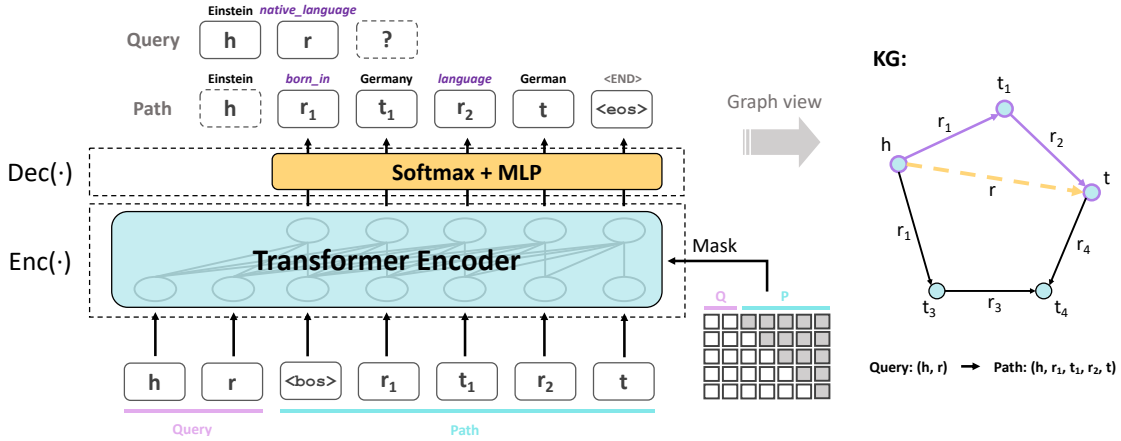 Einstein native_language
Query h r ?
Einstein born_in Germany language German <END>
Path h r₁ t₁ r₂ t <eos>
Dec(·) Softmax + MLP
Enc(·) Transformer Encoder
Mask
Q P
h r <bos> r₁ t₁ r₂ t
Query Path
Graph view
KG:
t₁
r₁ r₂
h t
r
r₁ r₄
t₃ r₃ t₄
Query: (h, r) → Path: (h, r₁, t₁, r₂, t)